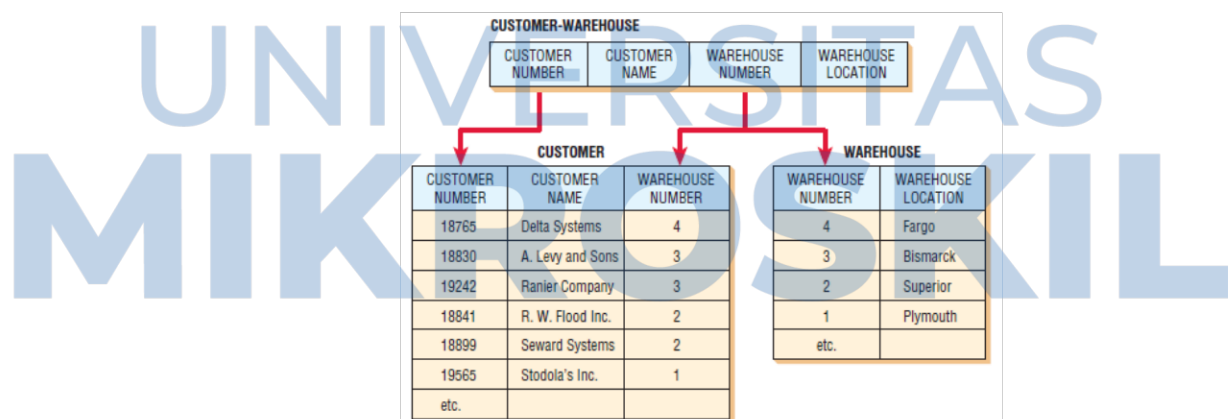 UNIVERSITAS
MIKROSKIL
CUSTOMER-WAREHOUSE
CUSTOMER NUMBER CUSTOMER NAME WAREHOUSE NUMBER WAREHOUSE LOCATION
CUSTOMER
CUSTOMER NUMBER CUSTOMER NAME WAREHOUSE NUMBER
18765 Delta Systems 4
18830 A. Levy and Sons 3
19242 Ranier Company 3
18841 R. W. Flood Inc. 2
18899 Seward Systems 2
19565 Stodola's Inc. 1
etc.
WAREHOUSE
WAREHOUSE NUMBER WAREHOUSE LOCATION
4 Fargo
3 Bismarck
2 Superior
1 Plymouth
etc.